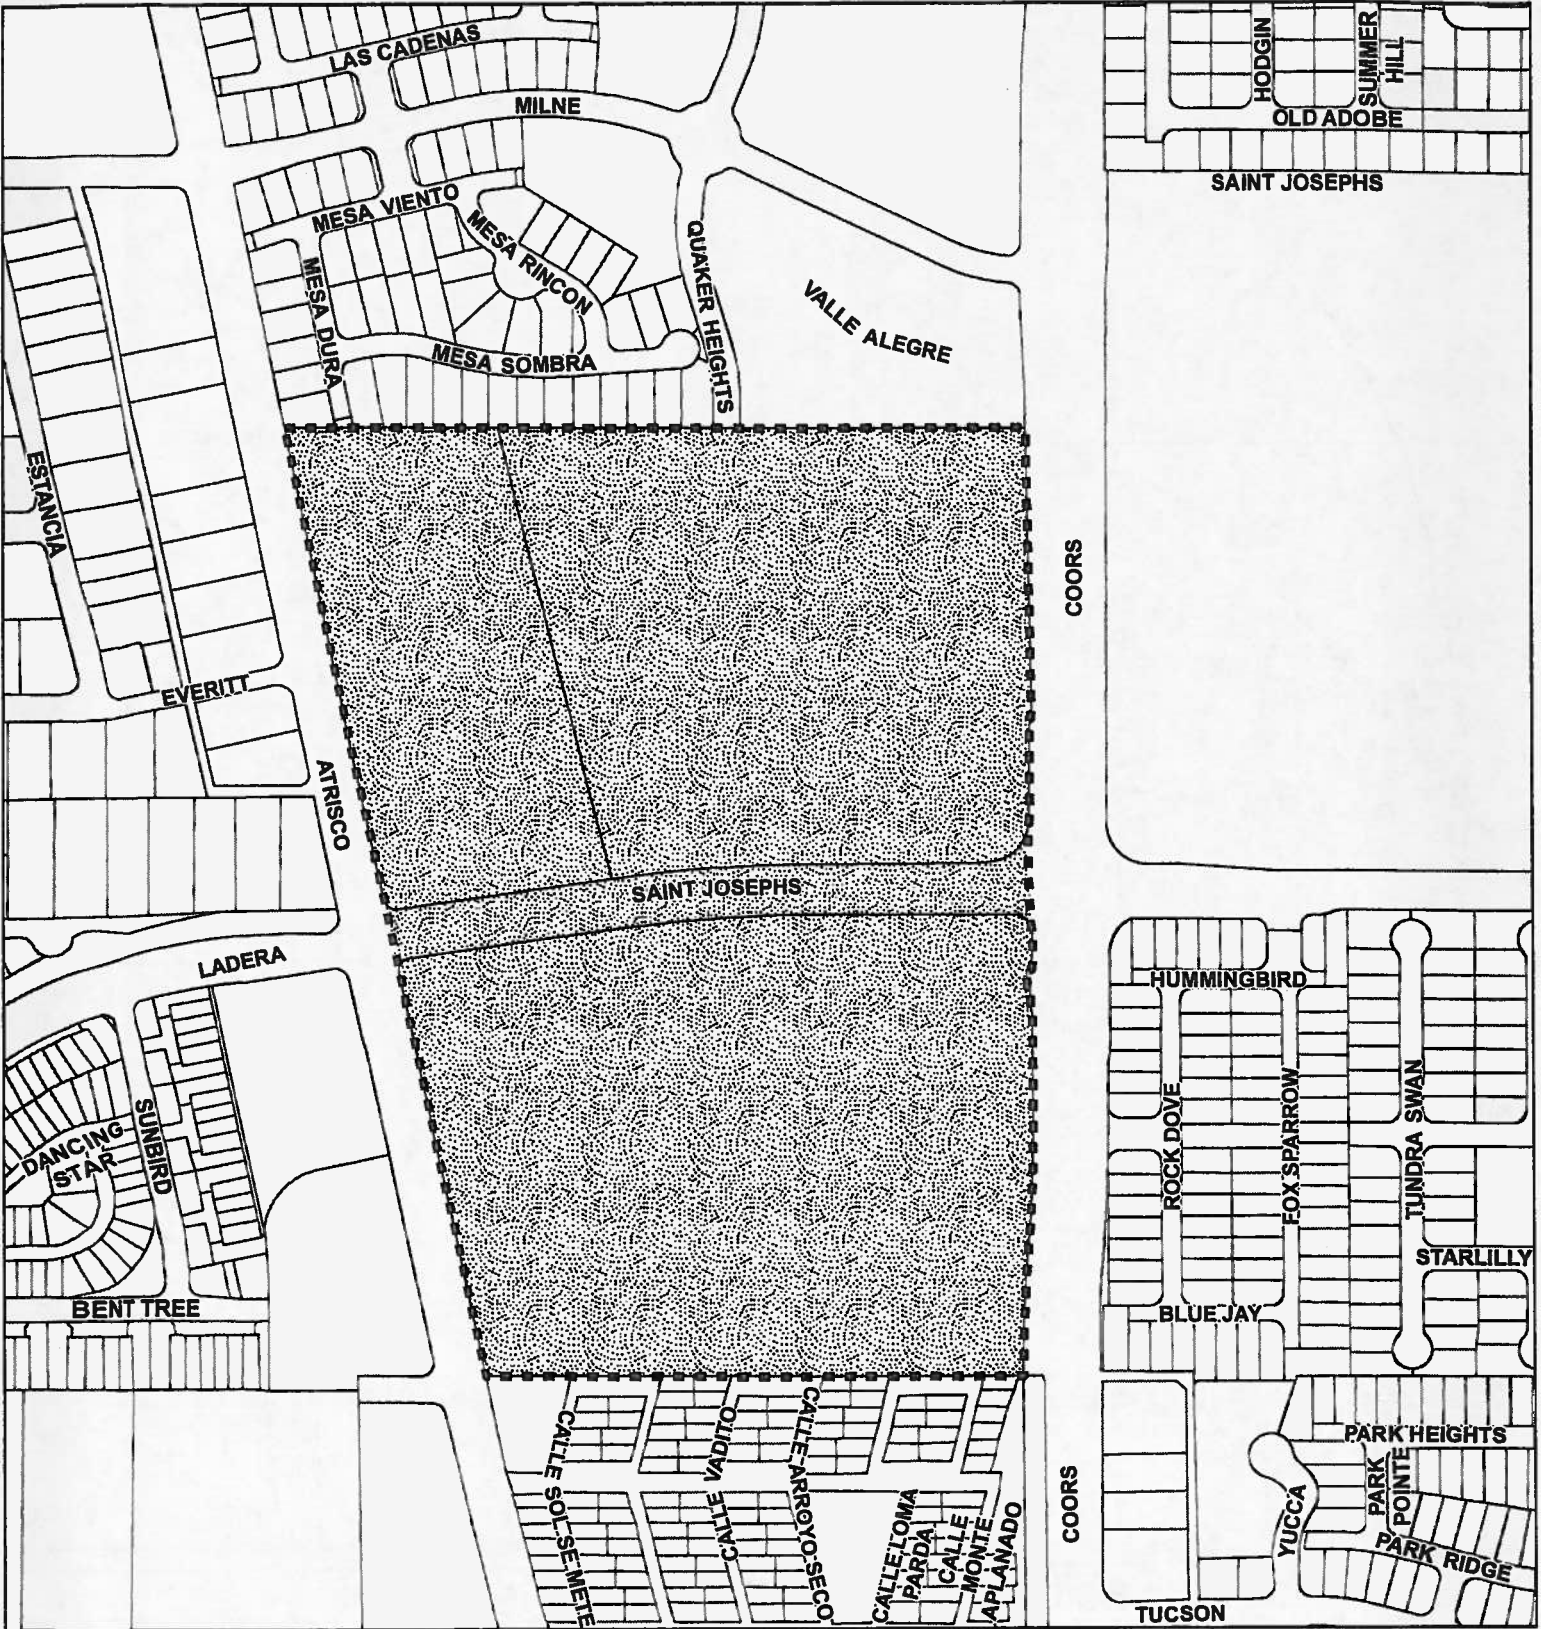 LAS CADENAS
HODGIN
SUMMER
HILL
MILNE
OLD ADOBE
SAINT JOSEPHS
MESA VIENTO
MESA RINCON
QUAKER HEIGHTS
MESA DURA
VALLE ALEGRE
MESA SOMBRA
ESTANCIA
COORS
EVERITT
ATRISCO
SAINT JOSEPHS
LADERA
HUMMINGBIRD
DANCING
STAR
SUNBIRD
ROCK DOVE
FOX SPARROW
TUNDRA SWAN
STARLILLY
BENT TREE
BLUE JAY
CALLE SOL SE METE
CALLE VADITO
CALLE ARROYO SECO
CALLE LOMA
PARDA
CALLE
MONTE
APLANADO
COORS
PARK HEIGHTS
PARK
POINTE
YUCCA
PARK RIDGE
TUCSON